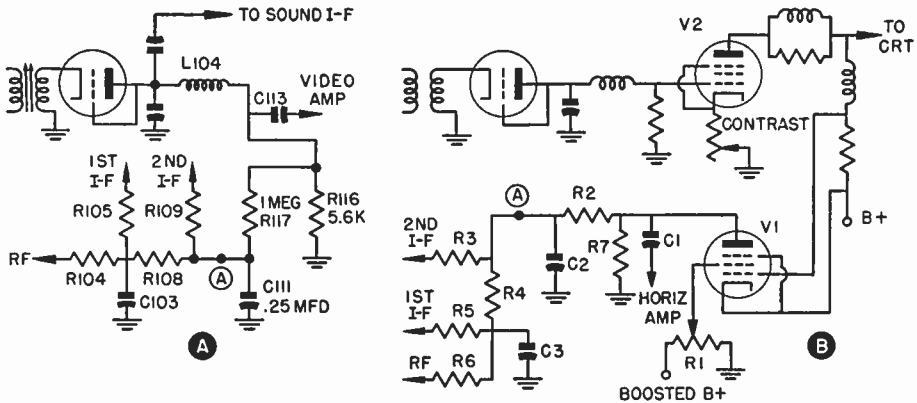 TO SOUND I-F
L104
VIDEO
AMP
C113
1ST
I-F
2ND
I-F
R105
R109
1 MEG
R117
R116
5.6K
RF
R104
R108
A
C103
C111
.25 MFD
A
V2
TO
CRT
CONTRAST
B+
V1
A
R2
2ND
I-F
R3
R7
C1
C2
R4
1ST
I-F
R5
HORIZ
AMP
C3
RF
R6
R1
BOOSTED B+
B